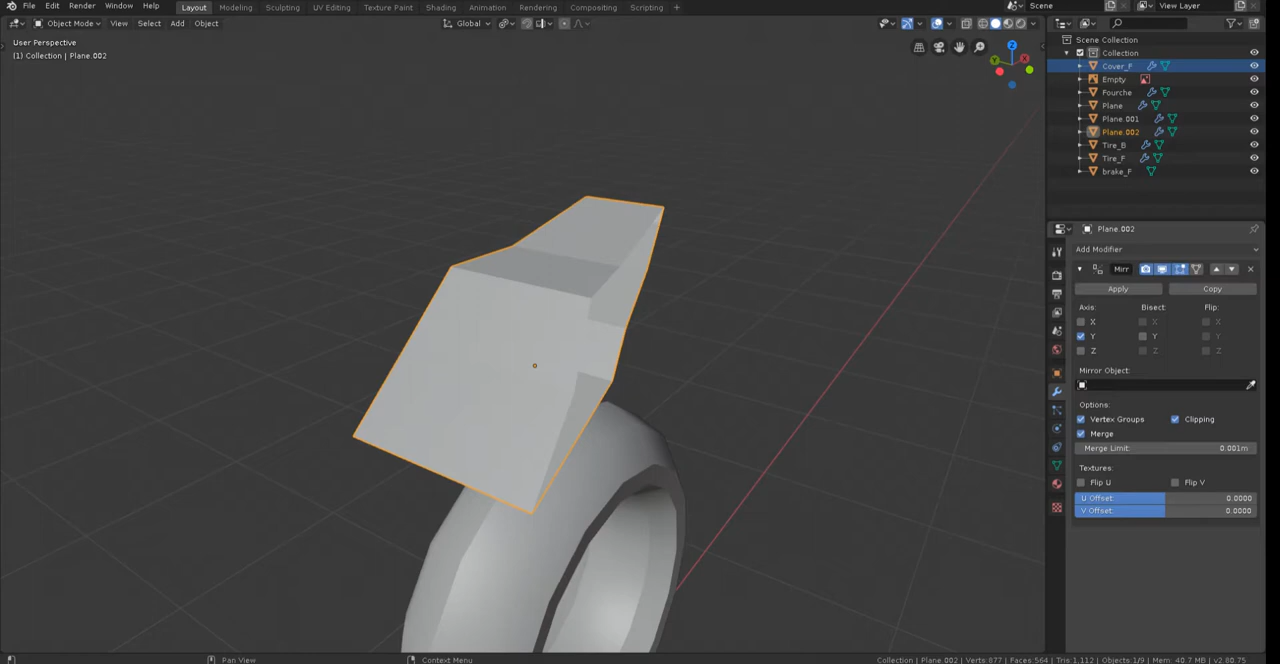 File Edit Render Window Help Layout Modeling Sculpting UV Editing Texture Paint Shading Animation Rendering Compositing Scripting + Scene View Layer
Object Mode View Select Add Object Global
User Perspective
(1) Collection | Plane.002
Z
Y
X
Scene Collection
Collection
Cover_F
Empty
Fourche
Plane
Plane.001
Plane.002
Tire_B
Tire_F
brake_F
Plane.002
Add Modifier
Mirr
Apply Copy
Axis: Bisect: Flip:
X X X
Y Y Y
Z Z Z
Mirror Object:
Options:
Vertex Groups Clipping
Merge
Merge Limit: 0.001m
Textures:
Flip U Flip V
U Offset: 0.0000
V Offset: 0.0000
Pan View Context Menu Collection | Plane.002 | Verts:877 | Faces:564 | Tris:1,112 | Objects:1/9 | Mem: 40.7 MB | v2.80.75